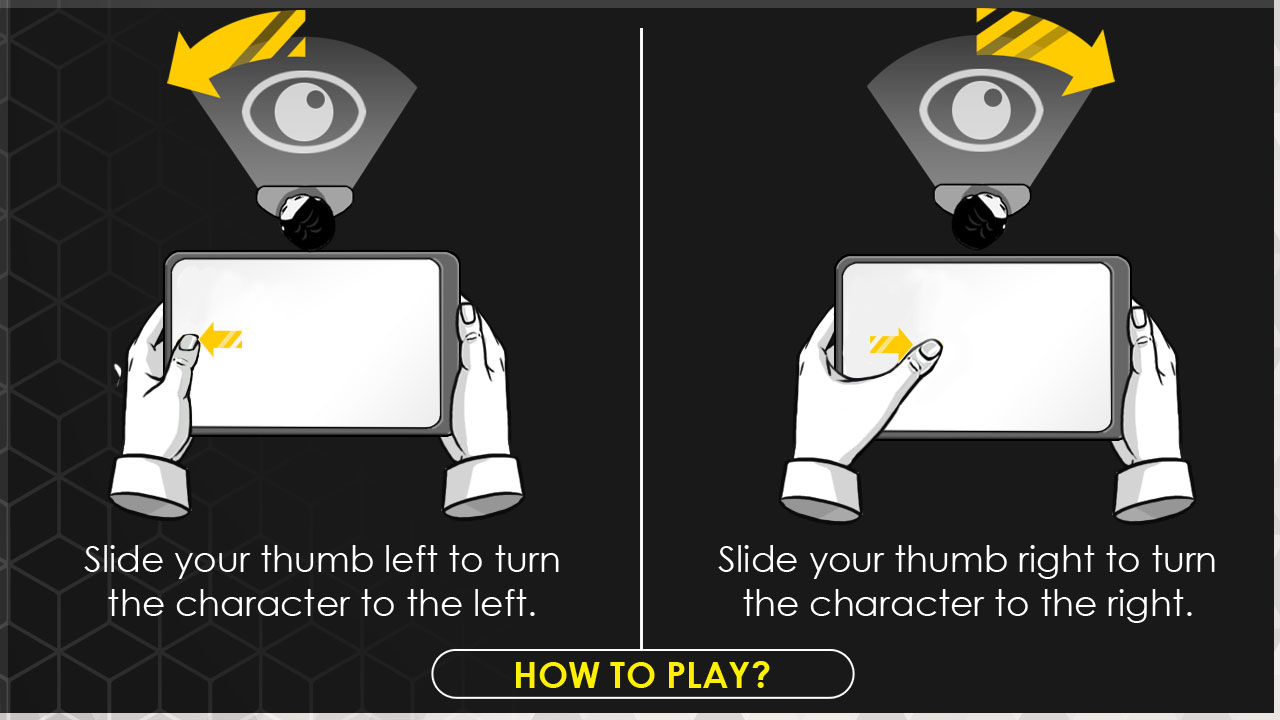 Slide your thumb left to turn
the character to the left.
Slide your thumb right to turn
the character to the right.
HOW TO PLAY?